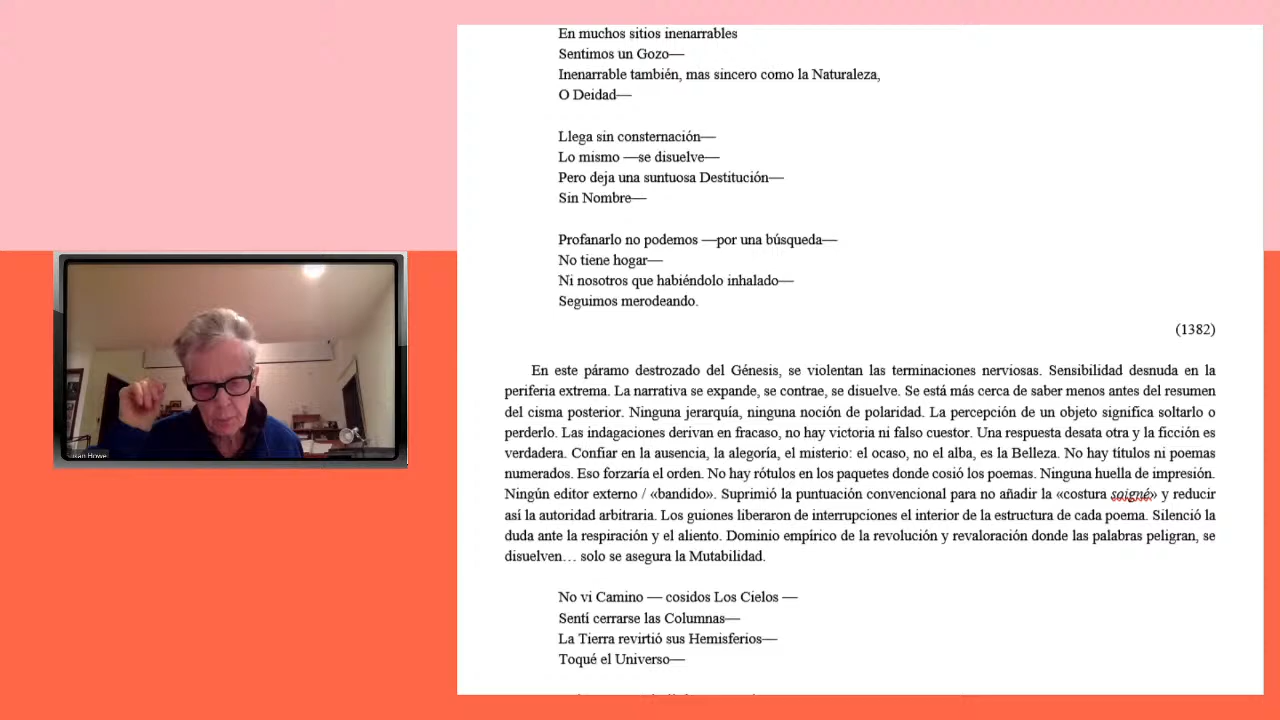 En muchos sitios inenarrables
Sentimos un Gozo—
Inenarrable también, mas sincero como la Naturaleza,
O Deidad—
Llega sin consternación—
Lo mismo —se disuelve—
Pero deja una suntuosa Destitución—
Sin Nombre—
Profanarlo no podemos —por una búsqueda—
No tiene hogar—
Ni nosotros que habiéndolo inhalado—
Seguimos merodeando.
(1382)
En este páramo destrozado del Génesis, se violentan las terminaciones nerviosas. Sensibilidad desnuda en la
periferia extrema. La narrativa se expande, se contrae, se disuelve. Se está más cerca de saber menos antes del resumen
del cisma posterior. Ninguna jerarquía, ninguna noción de polaridad. La percepción de un objeto significa soltarlo o
perderlo. Las indagaciones derivan en fracaso, no hay victoria ni falso cuestor. Una respuesta desata otra y la ficción es
verdadera. Confiar en la ausencia, la alegoría, el misterio: el ocaso, no el alba, es la Belleza. No hay títulos ni poemas
numerados. Eso forzaría el orden. No hay rótulos en los paquetes donde cosió los poemas. Ninguna huella de impresión.
Ningún editor externo / «bandido». Suprimió la puntuación convencional para no añadir la «costura soigné» y reducir
así la autoridad arbitraria. Los guiones liberaron de interrupciones el interior de la estructura de cada poema. Silenció la
duda ante la respiración y el aliento. Dominio empírico de la revolución y revaloración donde las palabras peligran, se
disuelven… solo se asegura la Mutabilidad.
No vi Camino — cosidos Los Cielos —
Sentí cerrarse las Columnas—
La Tierra revirtió sus Hemisferios—
Toqué el Universo—
Howe